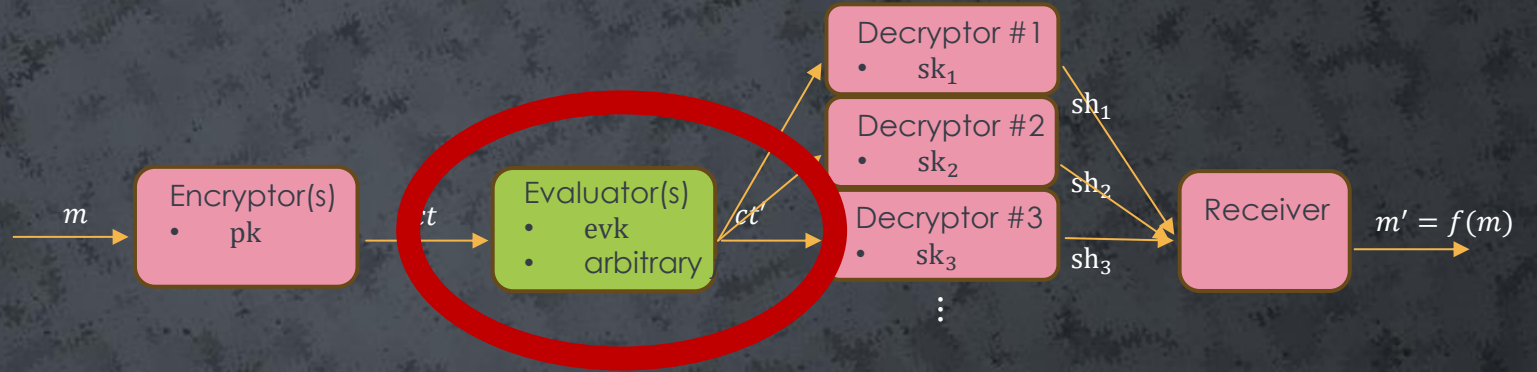 m
Encryptor(s)
• pk
ct
Evaluator(s)
• evk
• arbitrary
ct'
Decryptor #1
• sk₁
Decryptor #2
• sk₂
Decryptor #3
• sk₃
⋮
sh₁
sh₂
sh₃
Receiver
m' = f(m)